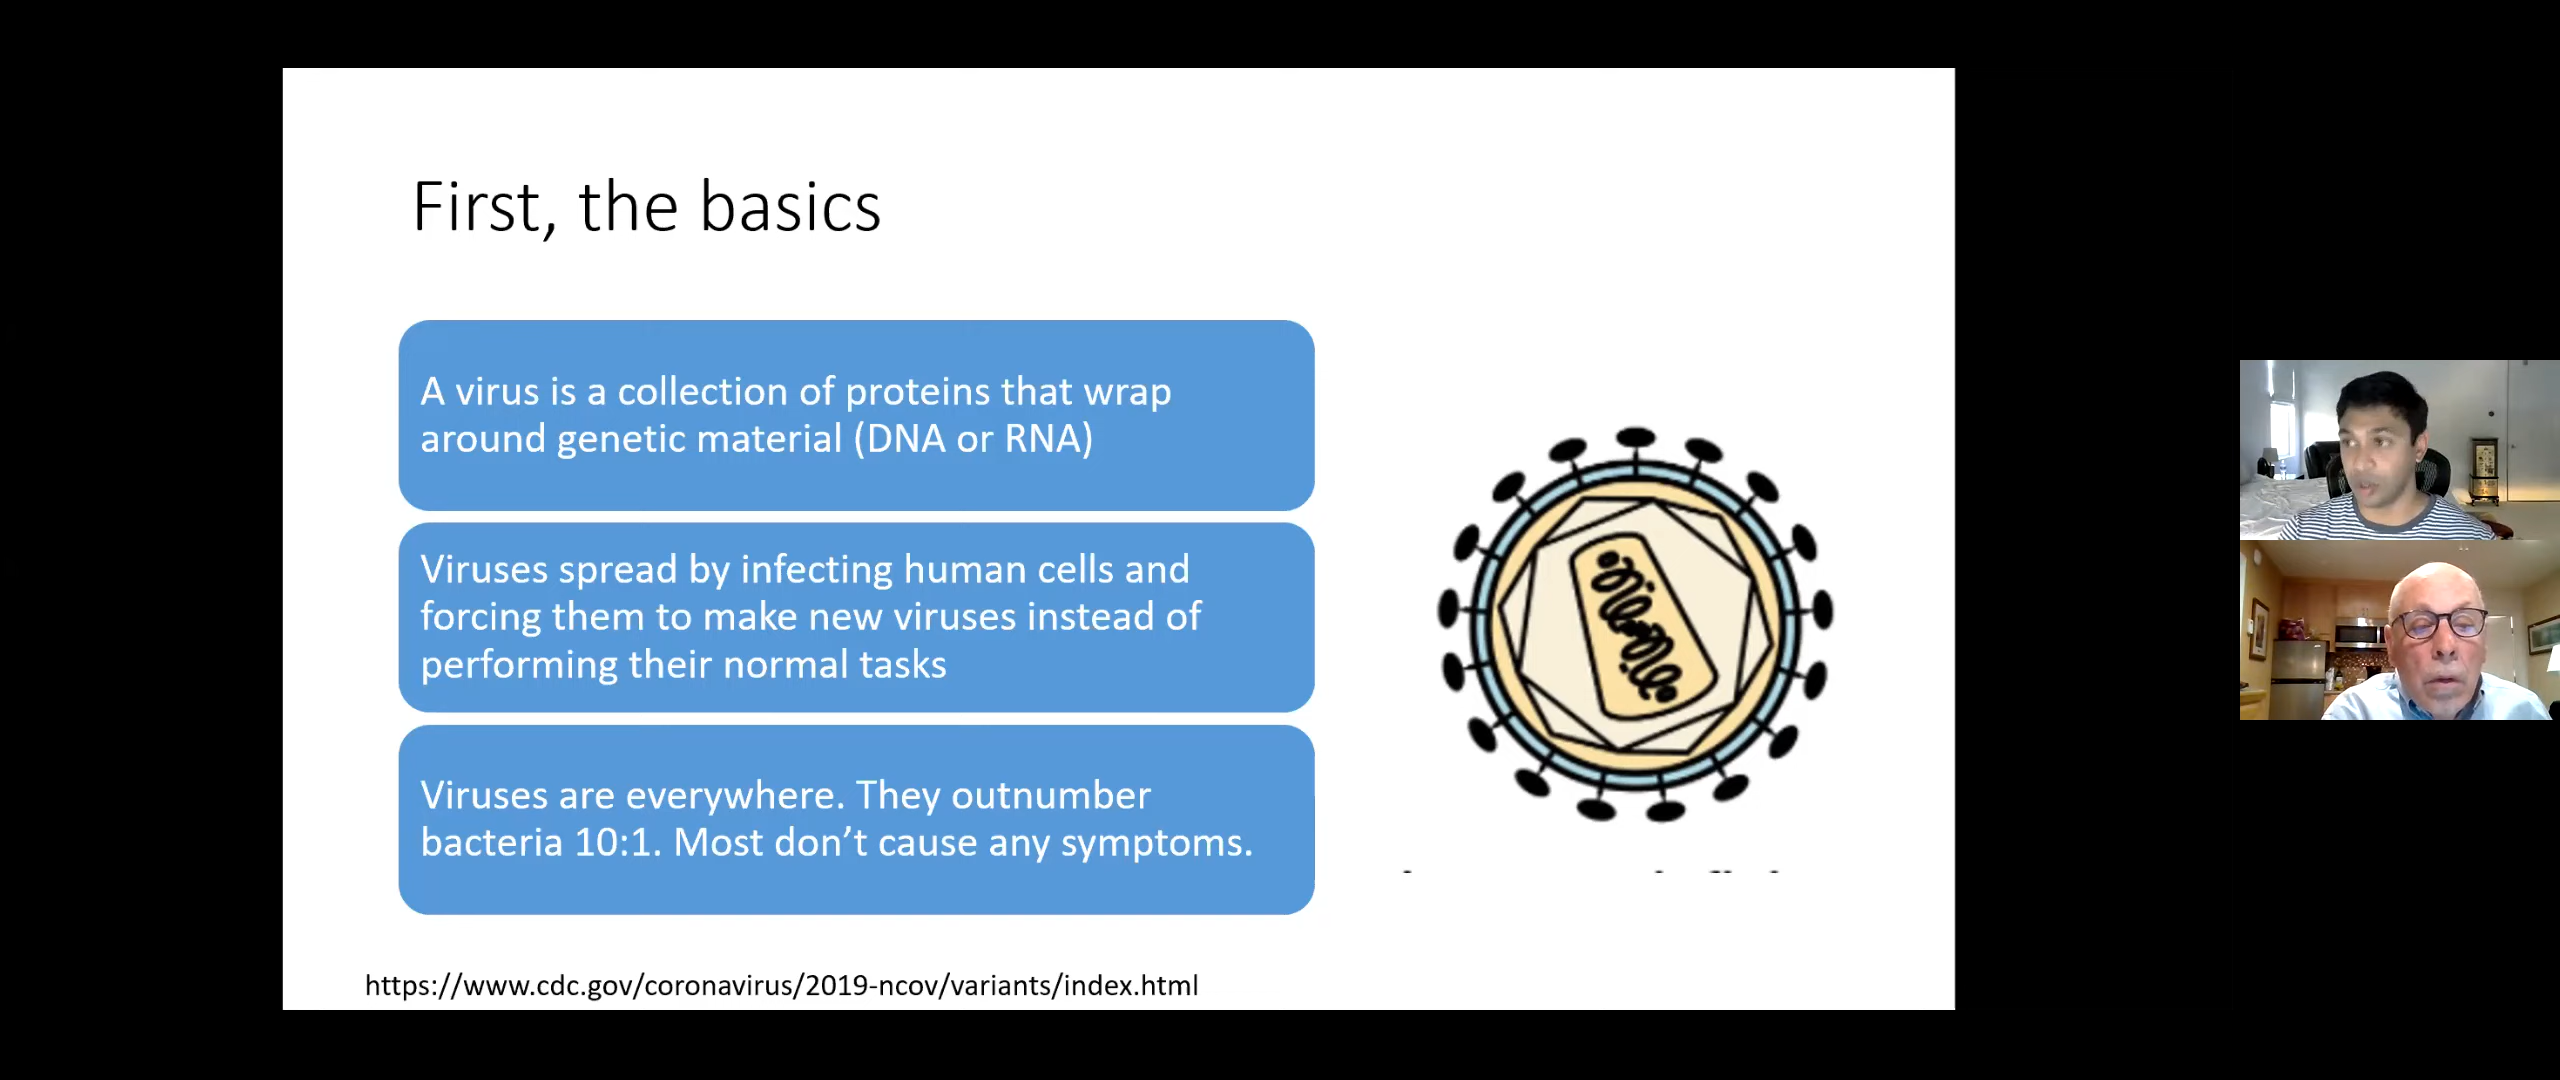 First, the basics
A virus is a collection of proteins that wrap
around genetic material (DNA or RNA)
Viruses spread by infecting human cells and
forcing them to make new viruses instead of
performing their normal tasks
Viruses are everywhere. They outnumber
bacteria 10:1. Most don’t cause any symptoms.
https://www.cdc.gov/coronavirus/2019-ncov/variants/index.html